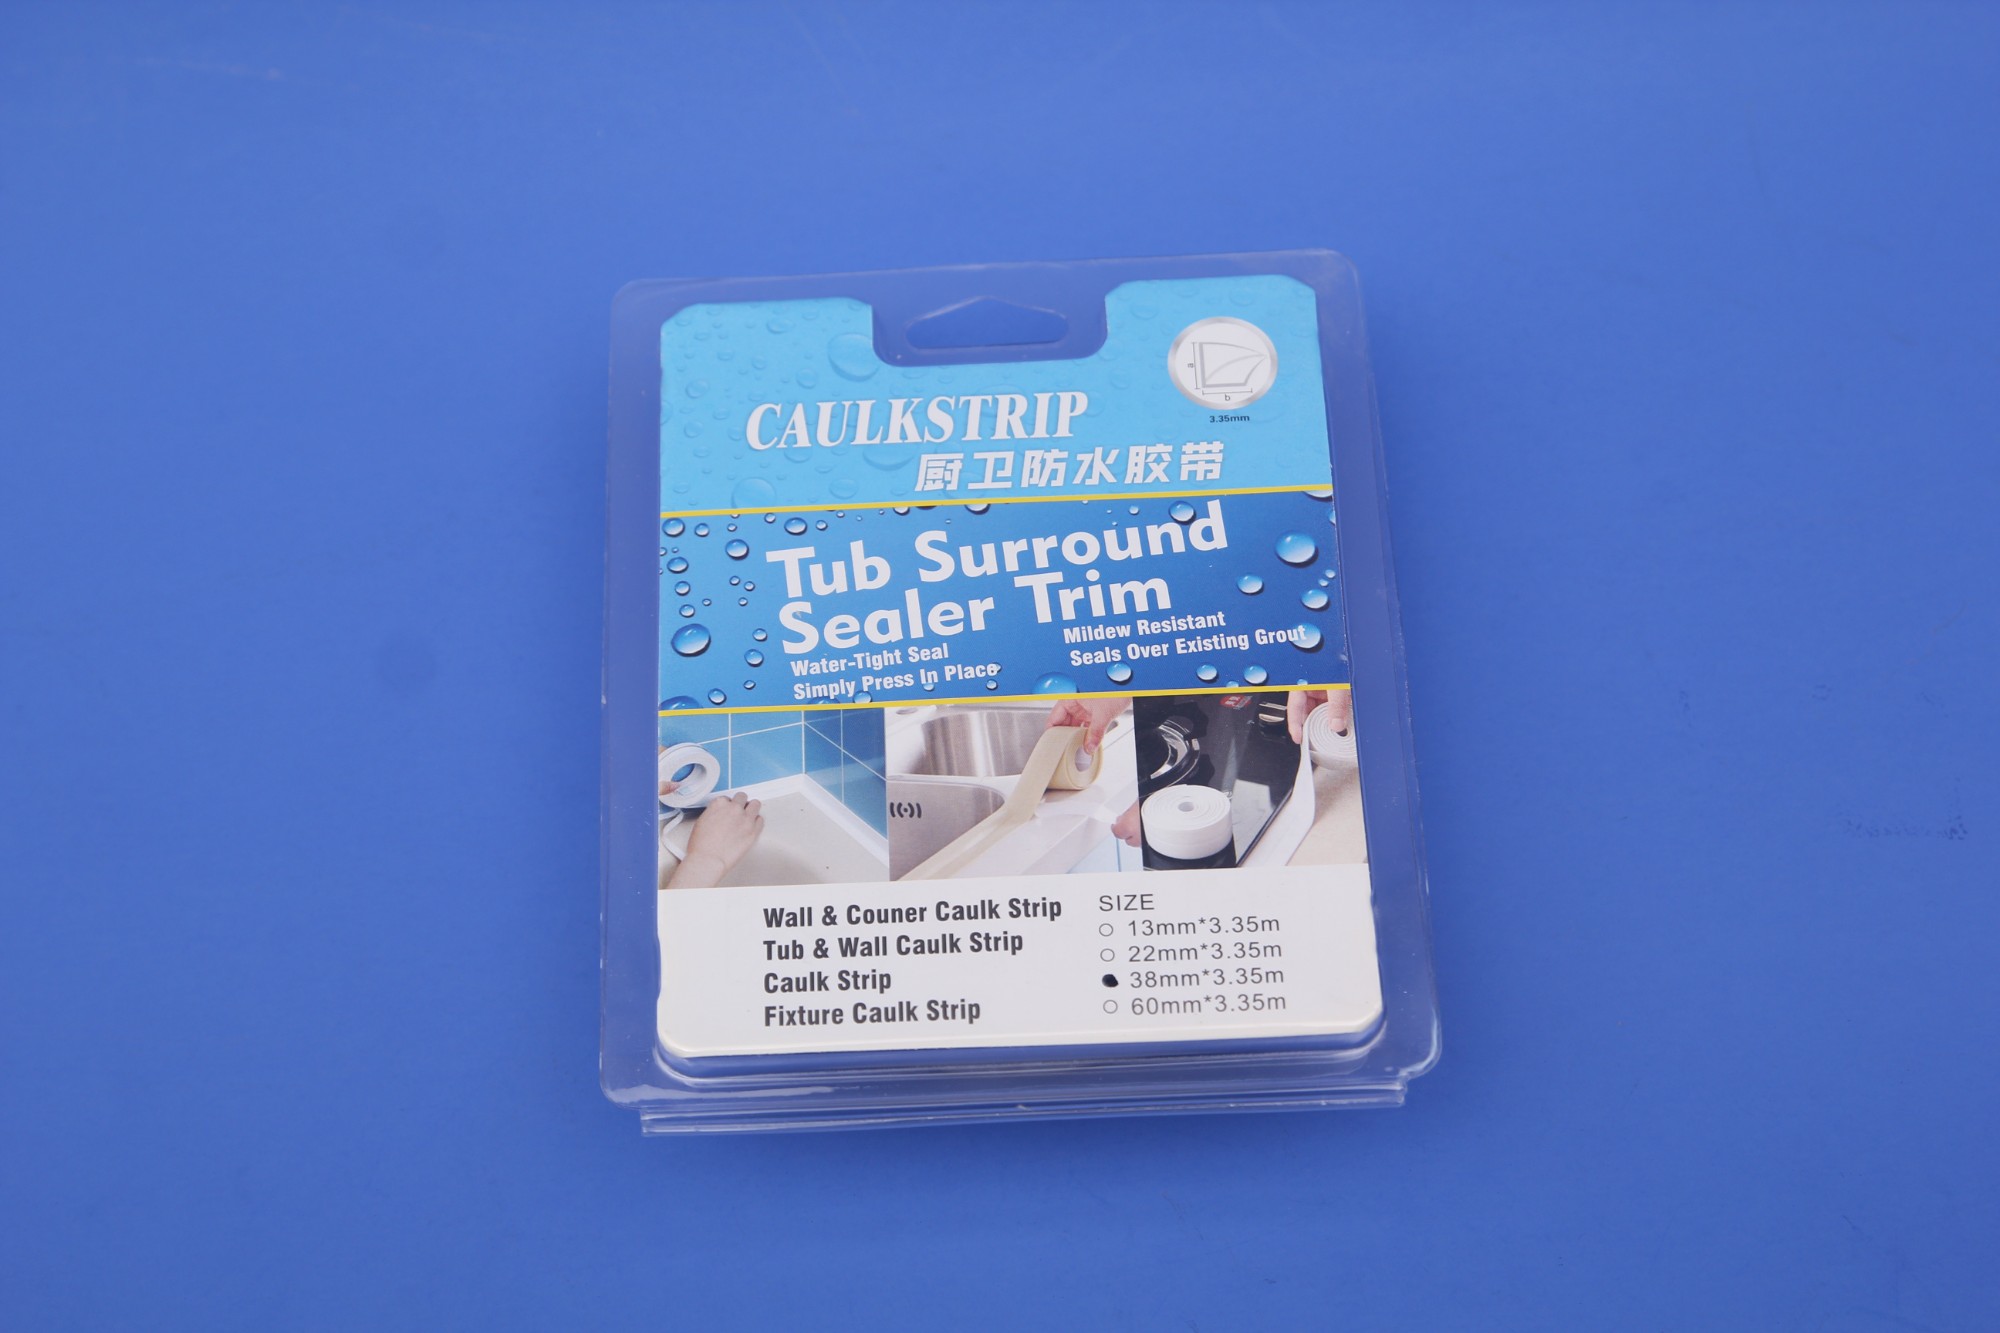 a
b
3.35mm
CAULKSTRIP
厨卫防水胶带
Tub Surround
Sealer Trim
Water-Tight Seal
Simply Press In Place
Mildew Resistant
Seals Over Existing Grout
Wall & Couner Caulk Strip
Tub & Wall Caulk Strip
Caulk Strip
Fixture Caulk Strip
SIZE
13mm*3.35m
22mm*3.35m
38mm*3.35m
60mm*3.35m